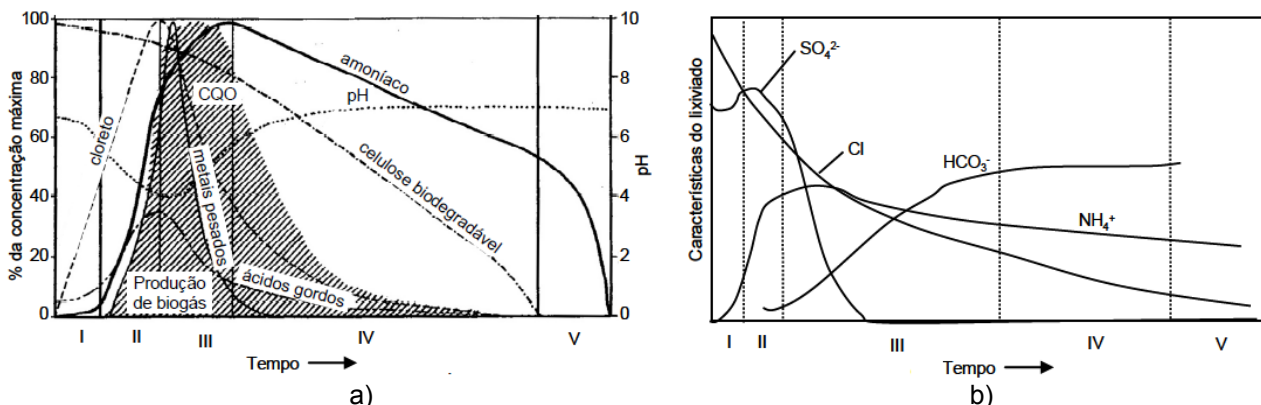 % da concentração máxima
100
80
60
40
20
0
cloreto
CQO
amoníaco
pH
metais pesados
celulose biodegradável
ácidos gordos
Produção
de biogás
10
8
6
4
2
0
pH
I II III IV V
Tempo
a)
Características do lixiviado
SO₄²⁻
Cl
HCO₃⁻
NH₄⁺
I II III IV V
Tempo
b)